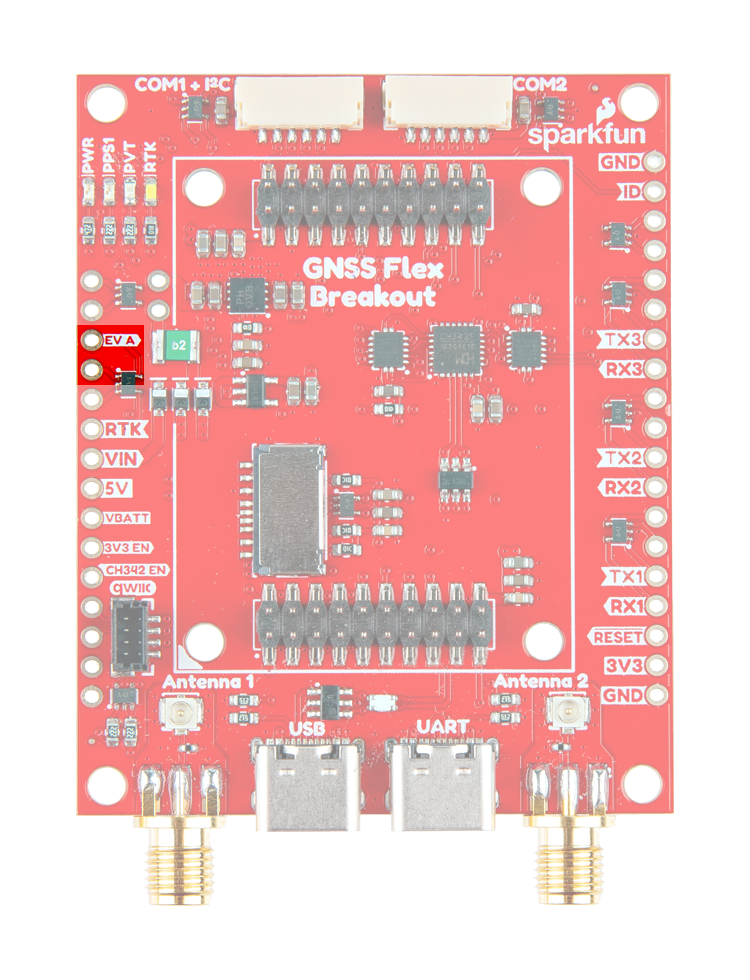 COM1 + I²C
COM2
sparkfun
PWR
PPS1
PVT
RTK
GND
ID
GNSS Flex
Breakout
EV A
b2
TX3
RX3
RTK
VIN
5V
VBATT
3V3 EN
CH342 EN
qwiic
TX2
RX2
TX1
RX1
RESET
3V3
GND
Antenna 1
Antenna 2
USB
UART